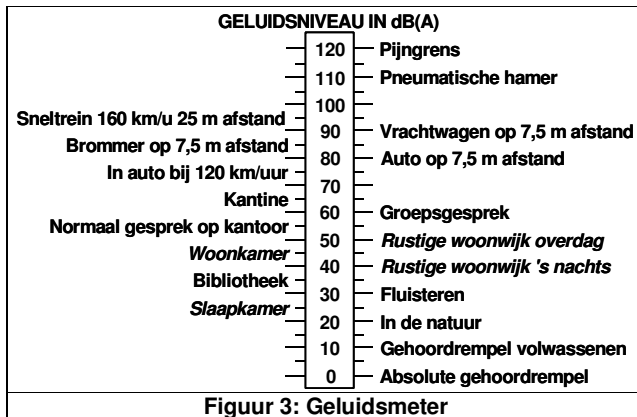 GELUIDSNIVEAU IN dB(A)
120 Pijngrens
110 Pneumatische hamer
100
Sneltrein 160 km/u 25 m afstand
90 Vrachtwagen op 7,5 m afstand
Brommer op 7,5 m afstand
80 Auto op 7,5 m afstand
In auto bij 120 km/uur
70
Kantine
60 Groepsgesprek
Normaal gesprek op kantoor
50 Rustige woonwijk overdag
Woonkamer
40 Rustige woonwijk 's nachts
Bibliotheek
30 Fluisteren
Slaapkamer
20 In de natuur
10 Gehoordrempel volwassenen
0 Absolute gehoordrempel
Figuur 3: Geluidsmeter